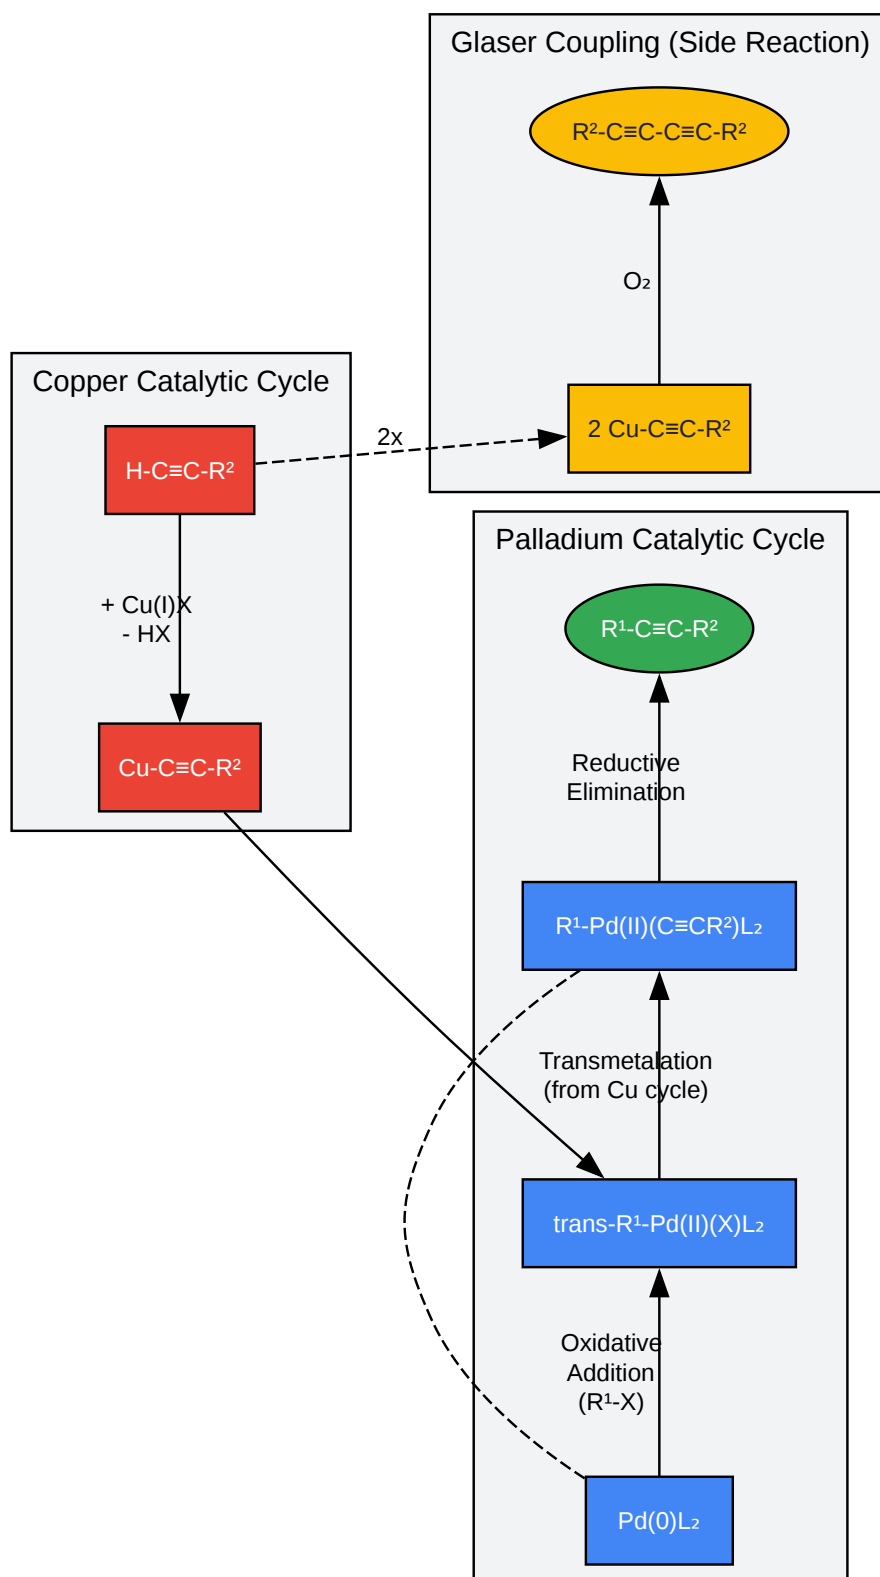 Glaser Coupling (Side Reaction)
R²-C≡C-C≡C-R²
O₂
2 Cu-C≡C-R²
Copper Catalytic Cycle
H-C≡C-R²
2x
+ Cu(I)X
- HX
Cu-C≡C-R²
Palladium Catalytic Cycle
R¹-C≡C-R²
Reductive
Elimination
R¹-Pd(II)(C≡CR²)L₂
Transmetalation
(from Cu cycle)
trans-R¹-Pd(II)(X)L₂
Oxidative
Addition
(R¹-X)
Pd(0)L₂